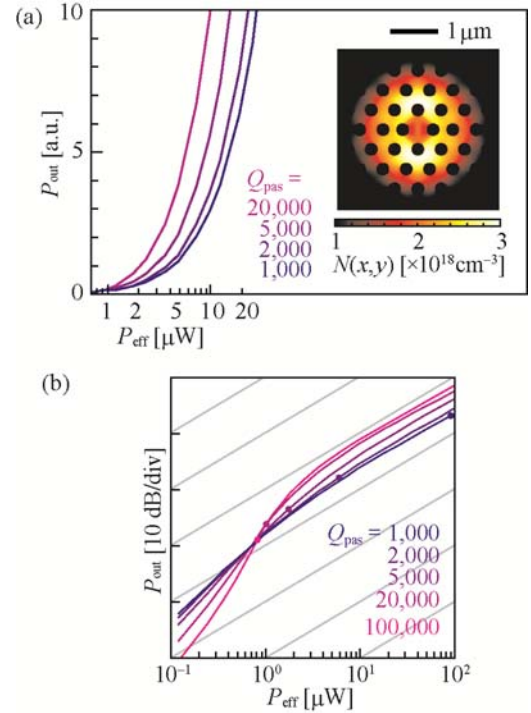 (a)
1 μm
10
5
0
P_out [a.u.]
Q_pas =
20,000
5,000
2,000
1,000
1 2 3
N(x,y) [×10^18 cm^−3]
1 2 5 10 20
P_eff [μW]
(b)
P_out [10 dB/div]
Q_pas = 1,000
2,000
5,000
20,000
100,000
10^−1 10^0 10^1 10^2
P_eff [μW]